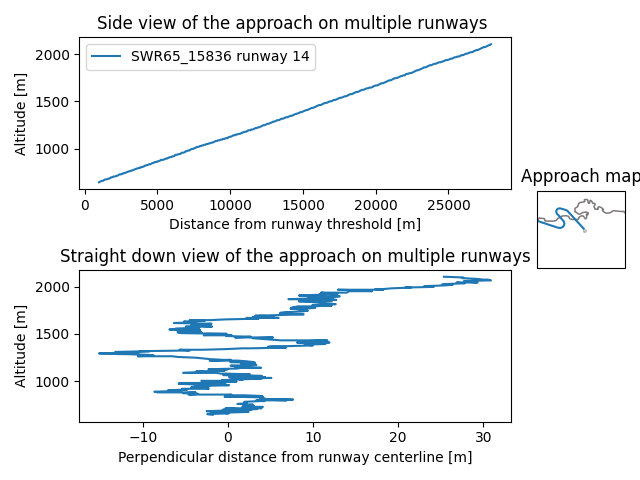 Side view of the approach on multiple runways
2000
1500
1000
Altitude [m]
SWR65_15836 runway 14
0 5000 10000 15000 20000 25000
Distance from runway threshold [m]
Approach map
Straight down view of the approach on multiple runways
2000
1500
1000
Altitude [m]
−10 0 10 20 30
Perpendicular distance from runway centerline [m]